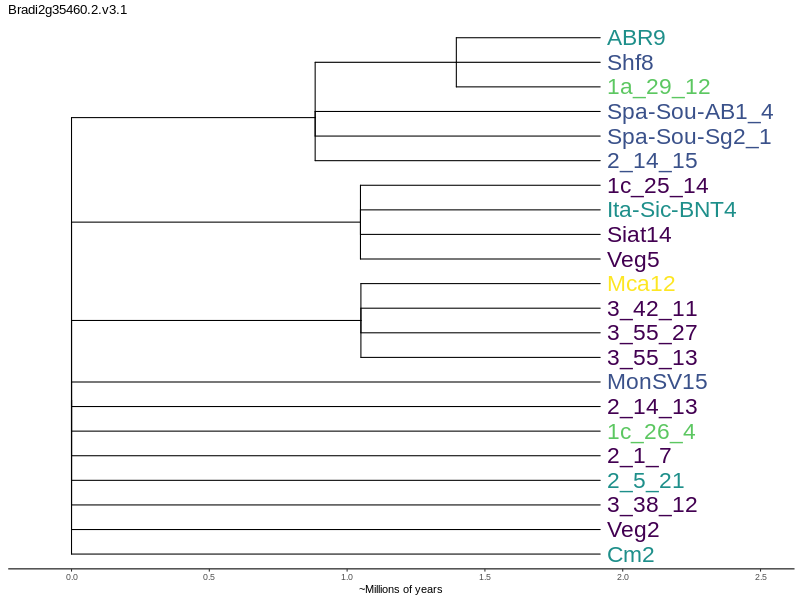 Bradi2g35460.2.v3.1
ABR9
Shf8
1a_29_12
Spa-Sou-AB1_4
Spa-Sou-Sg2_1
2_14_15
1c_25_14
Ita-Sic-BNT4
Siat14
Veg5
Mca12
3_42_11
3_55_27
3_55_13
MonSV15
2_14_13
1c_26_4
2_1_7
2_5_21
3_38_12
Veg2
Cm2
0.0 0.5 1.0 1.5 2.0 2.5
~Millions of years